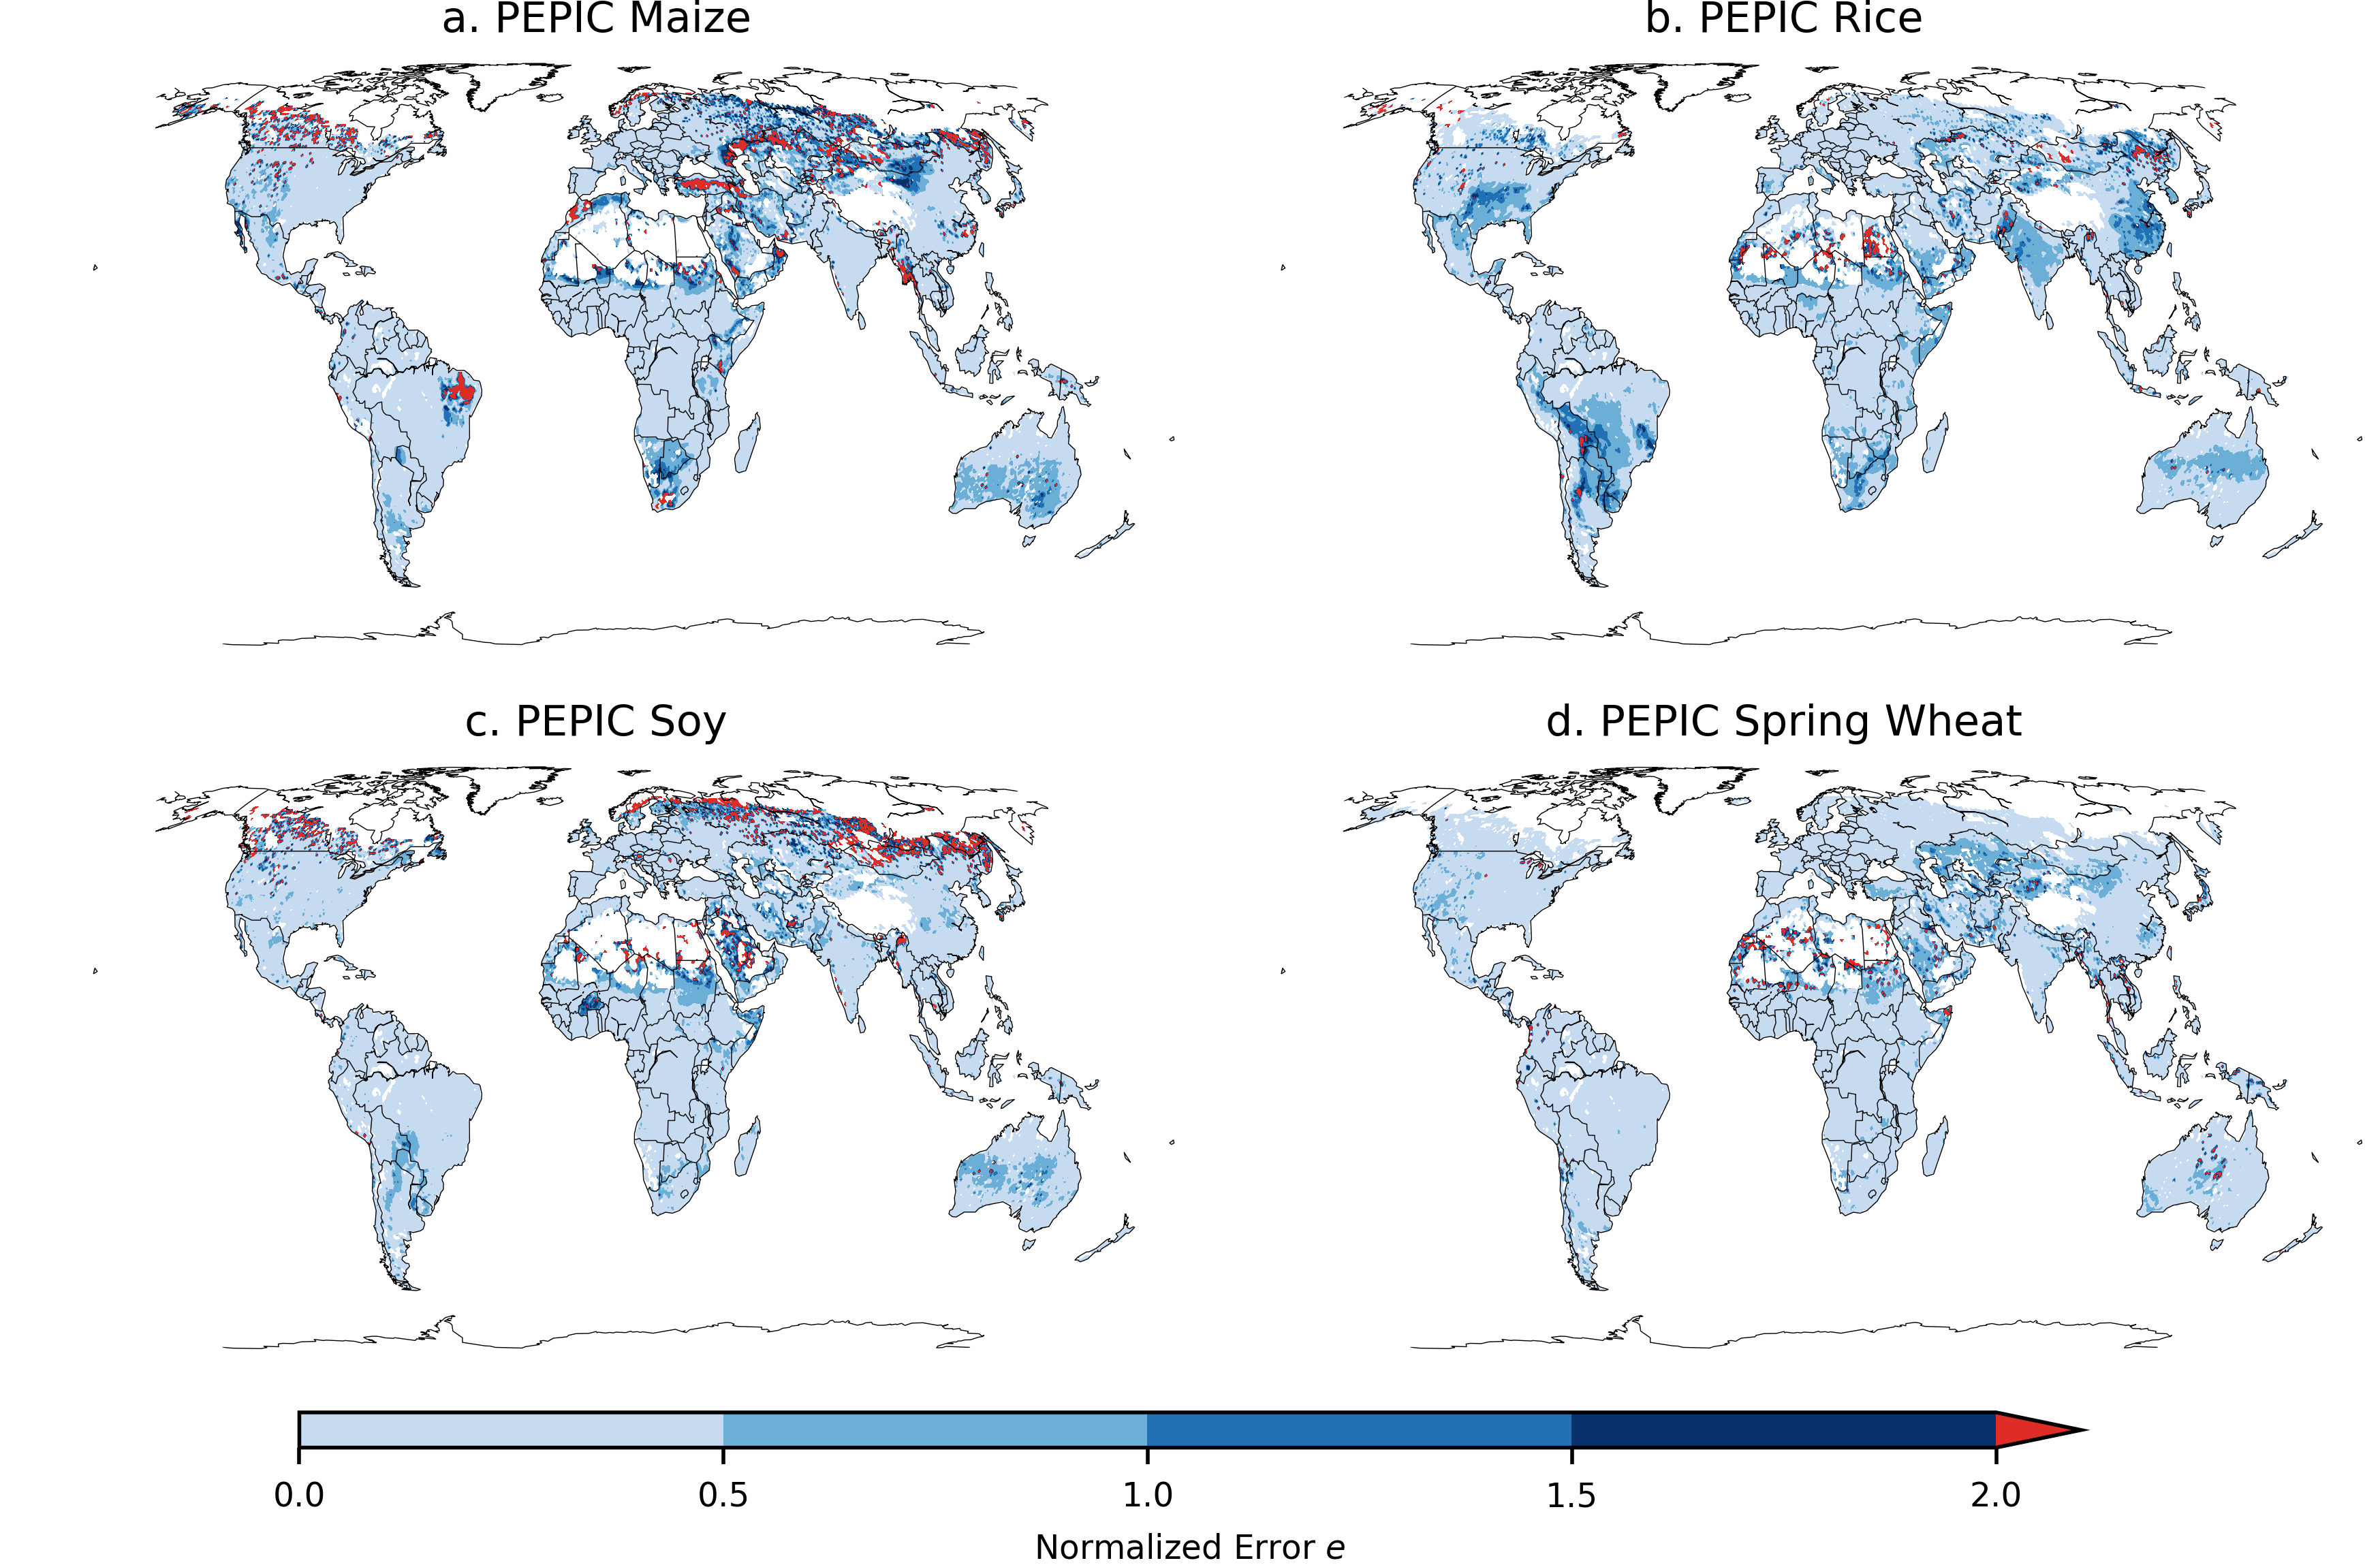 a. PEPIC Maize
b. PEPIC Rice
c. PEPIC Soy
d. PEPIC Spring Wheat
0.0 0.5 1.0 1.5 2.0
Normalized Error e